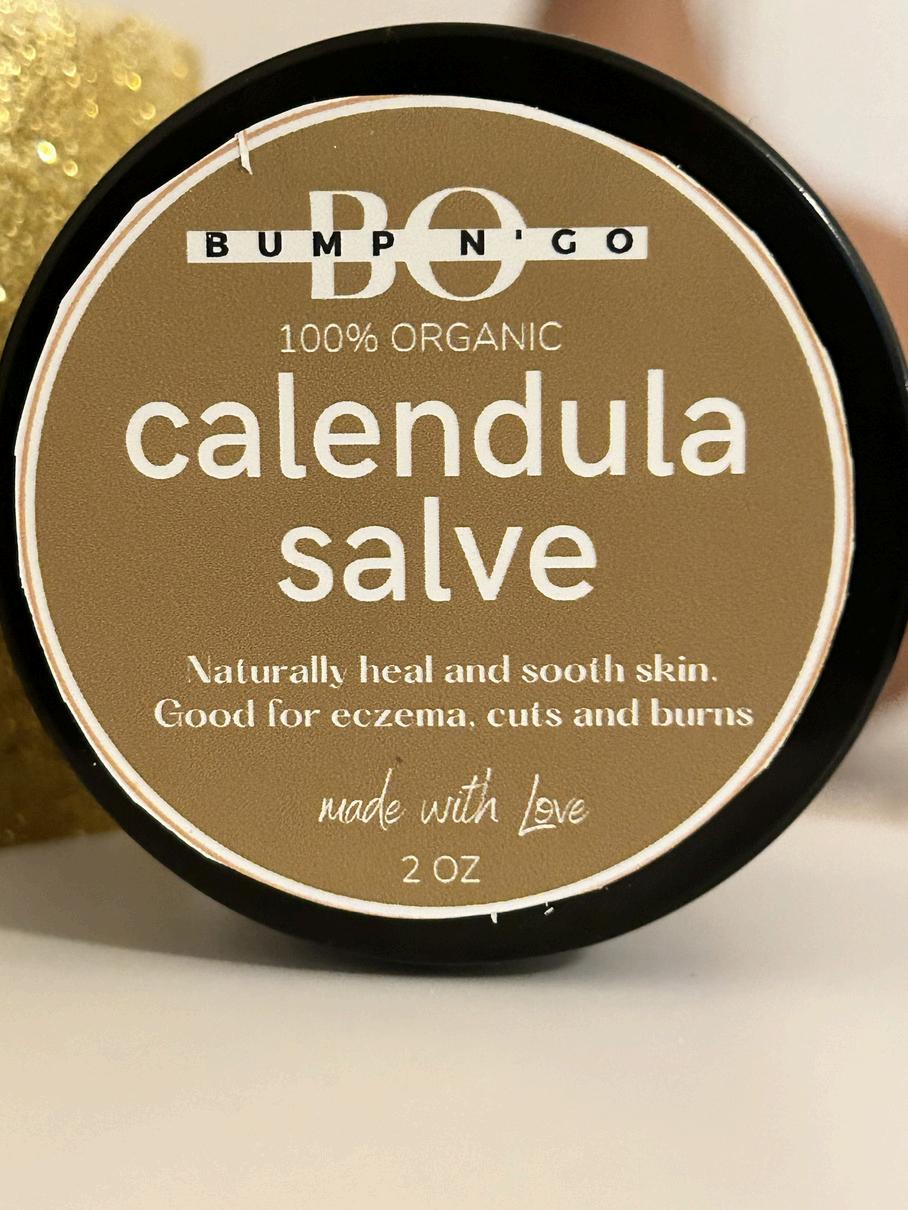 BO
BUMP N'GO
100% ORGANIC
calendula
salve
Naturally heal and sooth skin.
Good for eczema, cuts and burns
made with Love
2 OZ